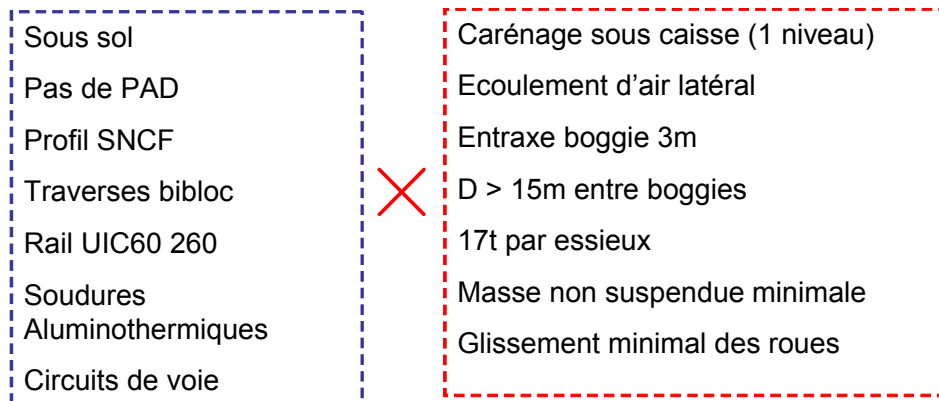 Sous sol
Pas de PAD
Profil SNCF
Traverses bibloc
Rail UIC60 260
Soudures
Aluminothermiques
Circuits de voie
Carénage sous caisse (1 niveau)
Ecoulement d'air latéral
Entraxe boggie 3m
D > 15m entre boggies
17t par essieux
Masse non suspendue minimale
Glissement minimal des roues